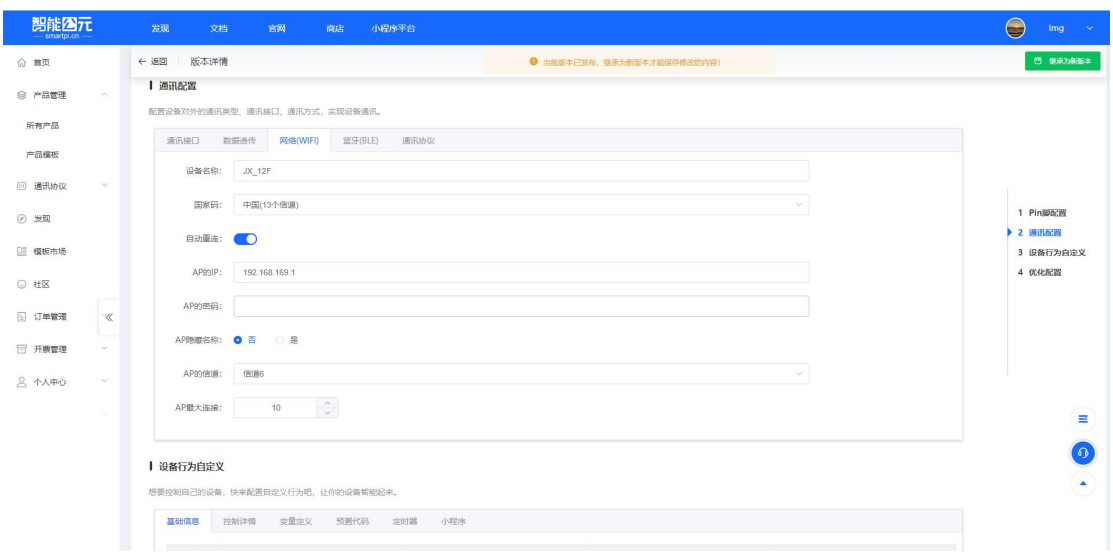 智能公元
smartpi.cn
发现 文档 官网 商店 小程序平台
lmg
首页
产品管理
所有产品
产品模板
通讯协议
发现
模板市场
社区
订单管理
开票管理
个人中心
← 返回 版本详情
当前版本已发布，继承为新版本才能保存修改的内容！
继承为新版本
通讯配置
配置设备对外的通讯类型、通讯接口、通讯方式，实现设备通讯。
通讯接口 数据透传 网络(WIFI) 蓝牙(BLE) 通讯协议
设备名称： JX_12F
国家码： 中国(13个信道)
自动重连：
AP的IP： 192.168.169.1
AP的密码：
AP隐藏名称： 否 是
AP的信道： 信道6
AP最大连接： 10
1 Pin脚配置
2 通讯配置
3 设备行为自定义
4 优化配置
设备行为自定义
想要控制自己的设备，快来配置自定义行为吧，让你的设备智能起来。
基础信息 控制详情 变量定义 预置代码 定时器 小程序